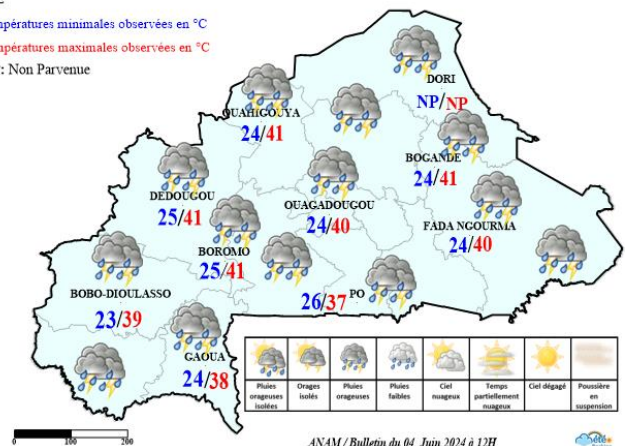 mpératures minimales observées en °C
mpératures maximales observées en °C
: Non Parvenue
DORI
NP/NP
OUAHIGOUYA
24/41
BOGANDE
24/41
DEDOUGOU
25/41
OUAGADOUGOU
24/40
FADA NGOURMA
24/40
BOROMO
25/41
BOBO-DIOULASSO
23/39
26/37 PO
GAOUA
24/38
Pluies orageuses isolées
Orages isolés
Pluies orageuses
Pluies faibles
Ciel nuageux
Temps partiellement nuageux
Ciel dégagé
Poussière en suspension
0 100 200
ANAM / Bulletin du 04 Juin 2024 à 12H